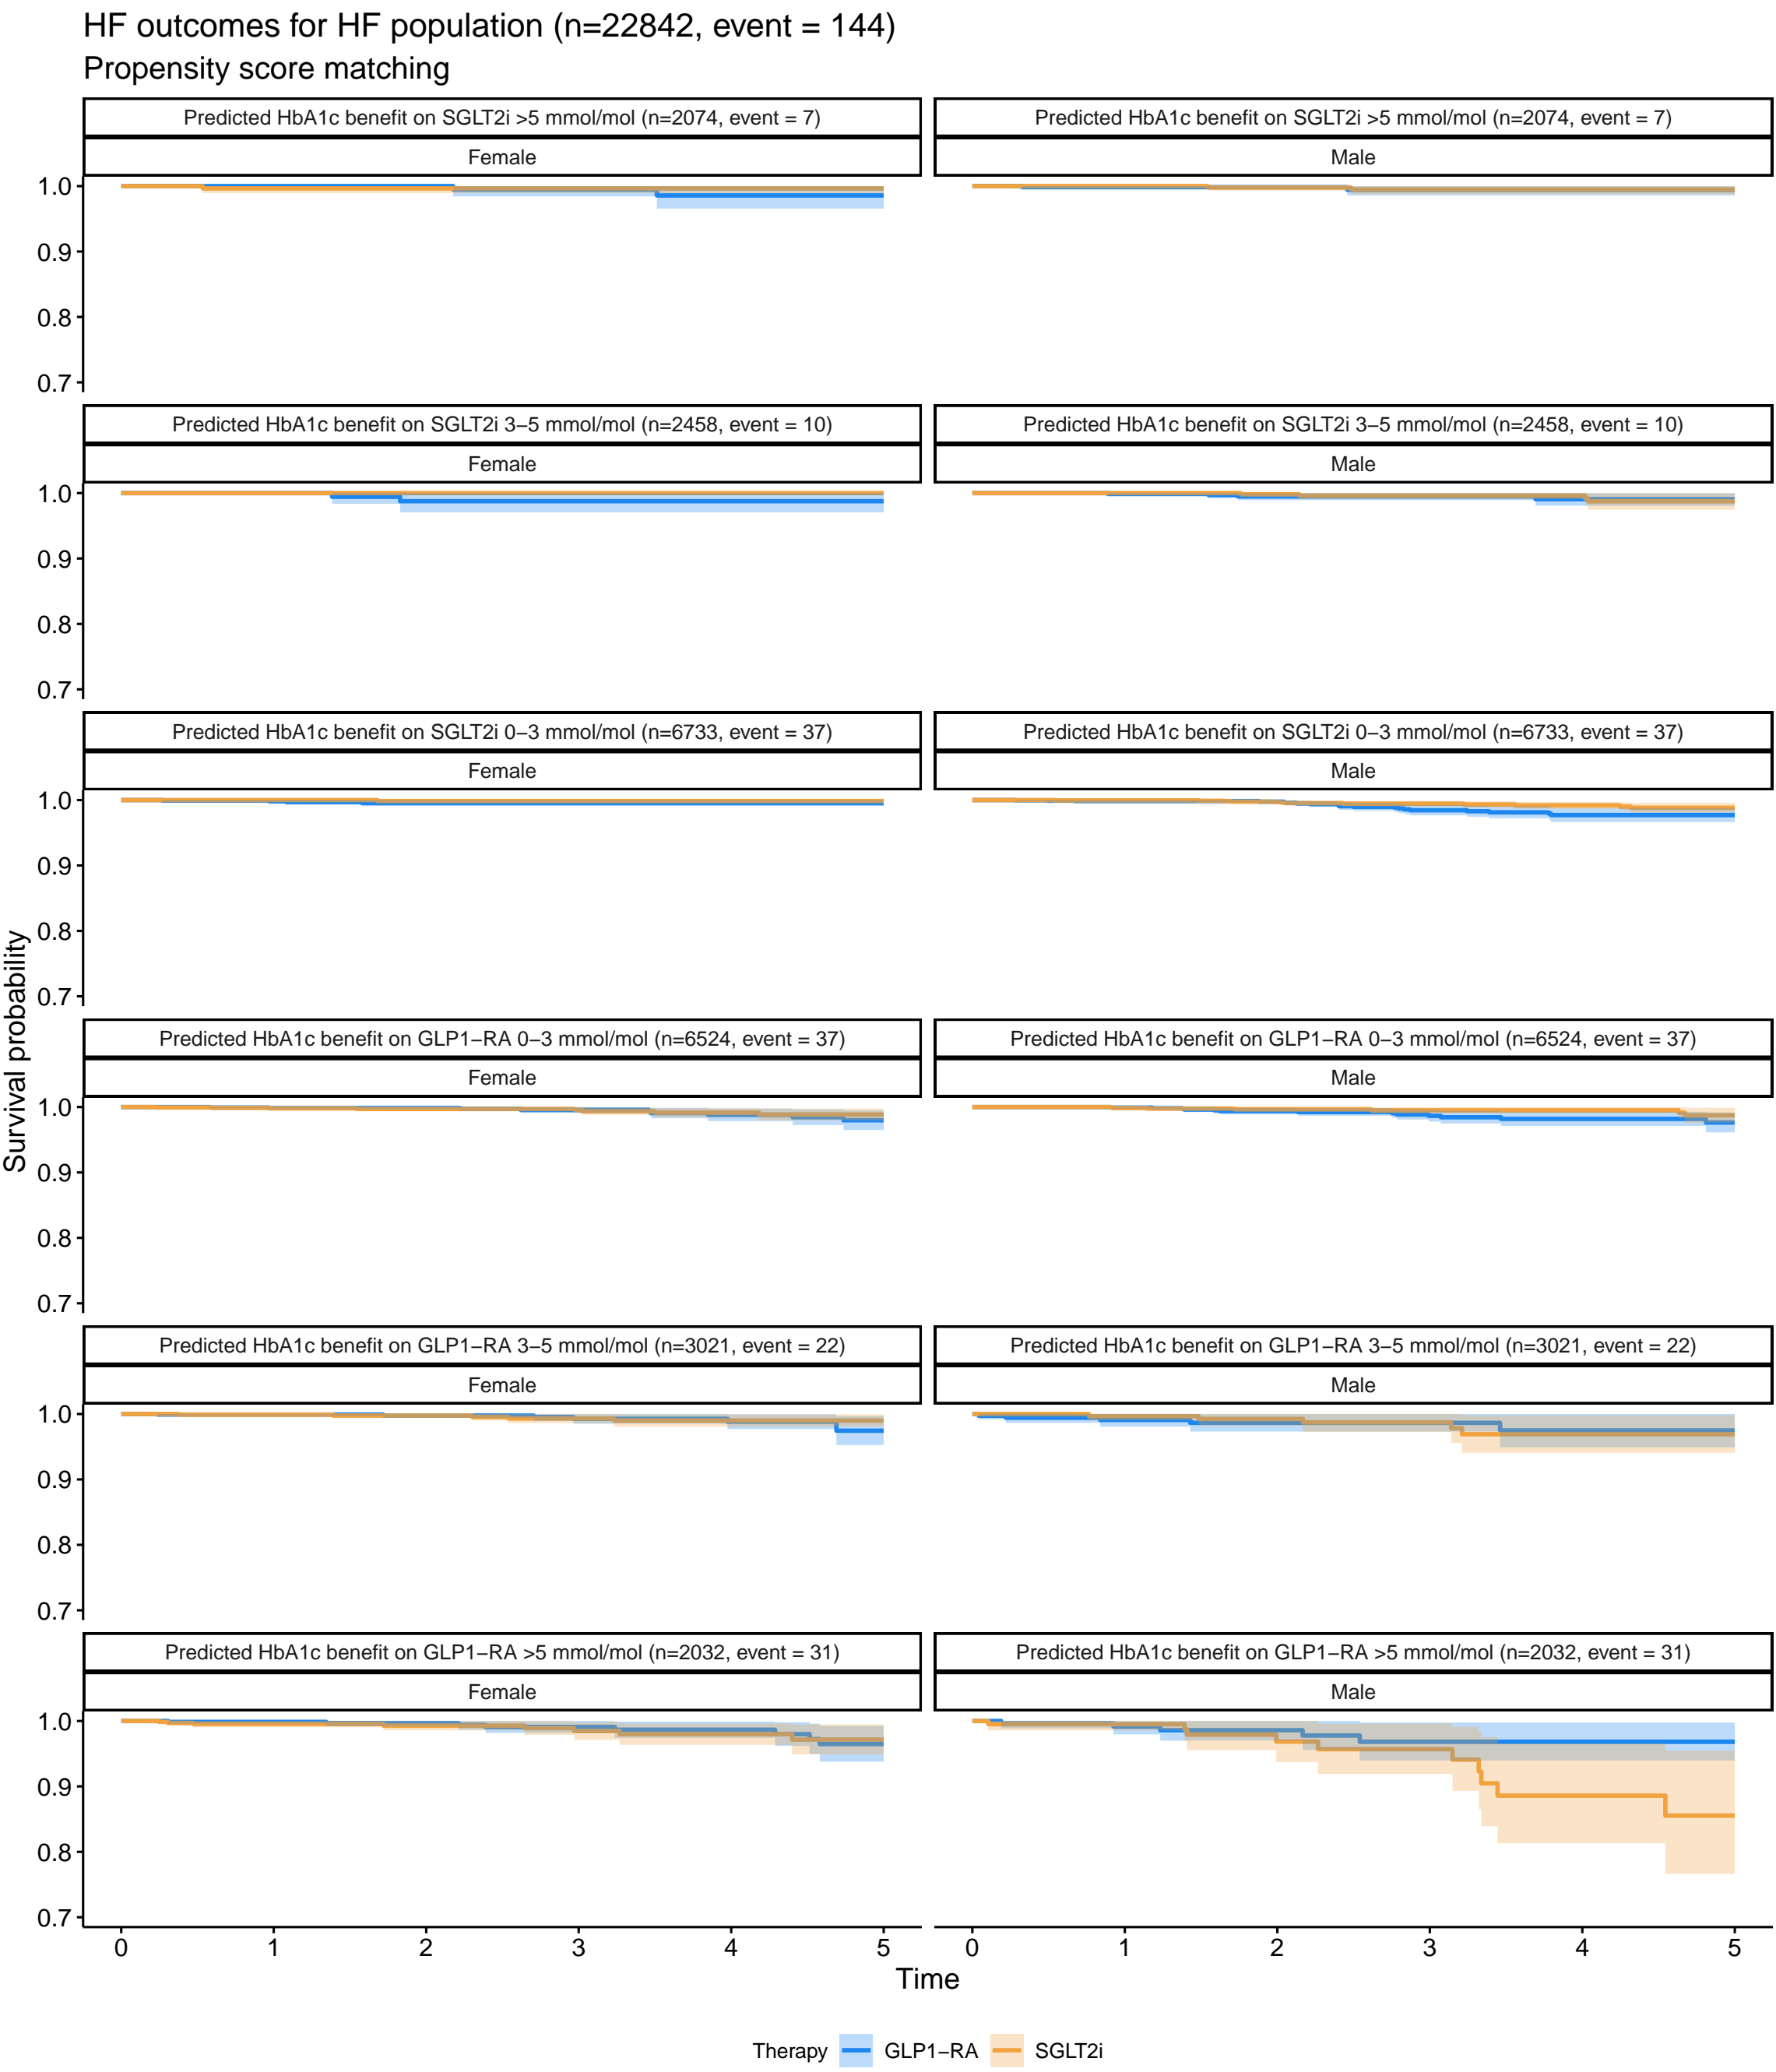 HF outcomes for HF population (n=22842, event = 144)
Propensity score matching
Predicted HbA1c benefit on SGLT2i >5 mmol/mol (n=2074, event = 7)
Predicted HbA1c benefit on SGLT2i >5 mmol/mol (n=2074, event = 7)
Female
Male
1.0
0.9
0.8
0.7
Predicted HbA1c benefit on SGLT2i 3−5 mmol/mol (n=2458, event = 10)
Predicted HbA1c benefit on SGLT2i 3−5 mmol/mol (n=2458, event = 10)
Female
Male
1.0
0.9
0.8
0.7
Predicted HbA1c benefit on SGLT2i 0−3 mmol/mol (n=6733, event = 37)
Predicted HbA1c benefit on SGLT2i 0−3 mmol/mol (n=6733, event = 37)
Female
Male
1.0
0.9
0.8
0.7
Survival probability
Predicted HbA1c benefit on GLP1−RA 0−3 mmol/mol (n=6524, event = 37)
Predicted HbA1c benefit on GLP1−RA 0−3 mmol/mol (n=6524, event = 37)
Female
Male
1.0
0.9
0.8
0.7
Predicted HbA1c benefit on GLP1−RA 3−5 mmol/mol (n=3021, event = 22)
Predicted HbA1c benefit on GLP1−RA 3−5 mmol/mol (n=3021, event = 22)
Female
Male
1.0
0.9
0.8
0.7
Predicted HbA1c benefit on GLP1−RA >5 mmol/mol (n=2032, event = 31)
Predicted HbA1c benefit on GLP1−RA >5 mmol/mol (n=2032, event = 31)
Female
Male
1.0
0.9
0.8
0.7
0 1 2 3 4 5
0 1 2 3 4 5
Time
Therapy GLP1−RA SGLT2i